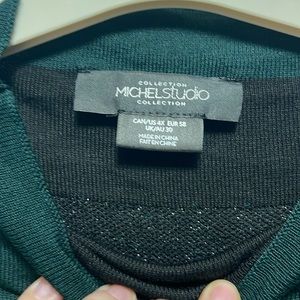 COLLECTION
MICHELStudio
COLLECTION
CAN/US 4X EUR 58
UK/AU 30
MADE IN CHINA
FAIT EN CHINE